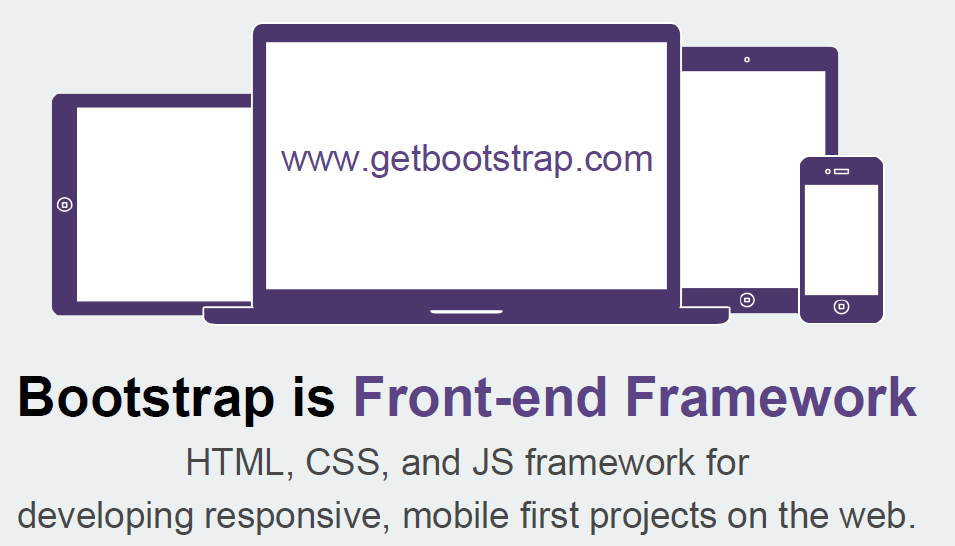 www.getbootstrap.com
Bootstrap is Front-end Framework
HTML, CSS, and JS framework for
developing responsive, mobile first projects on the web.